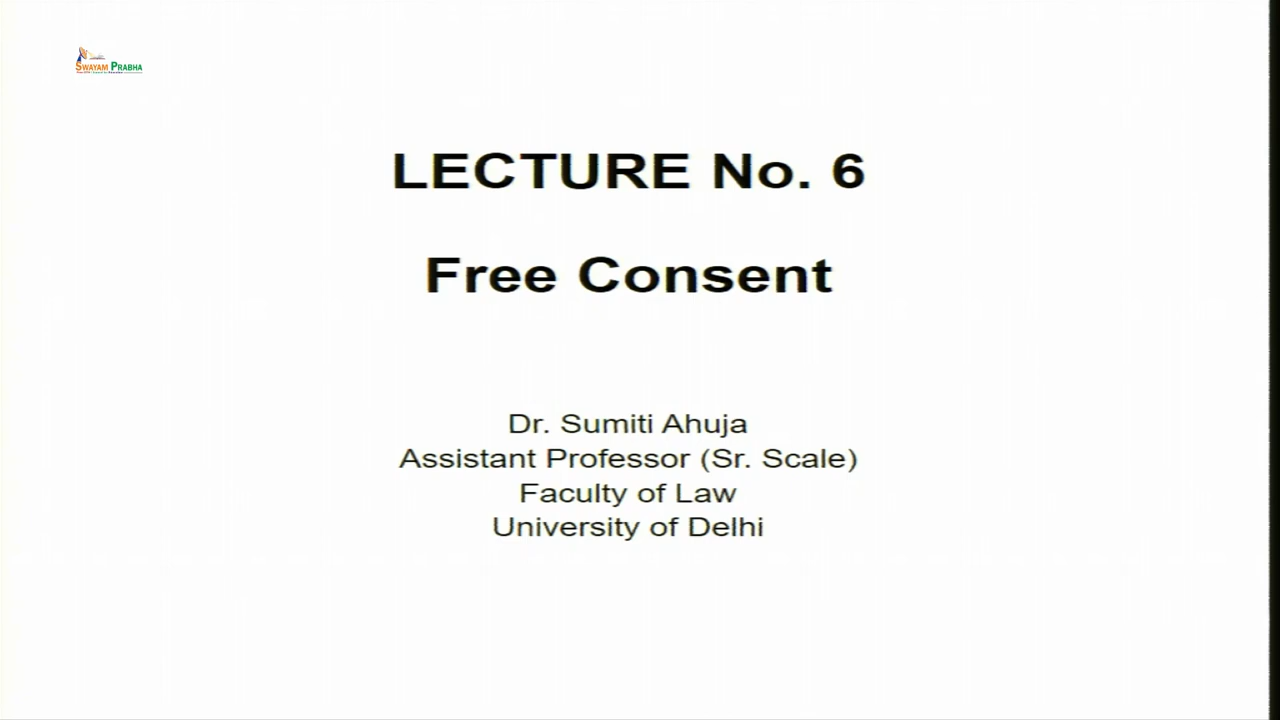 SWAYAM PRABHA
LECTURE No. 6
Free Consent
Dr. Sumiti Ahuja
Assistant Professor (Sr. Scale)
Faculty of Law
University of Delhi